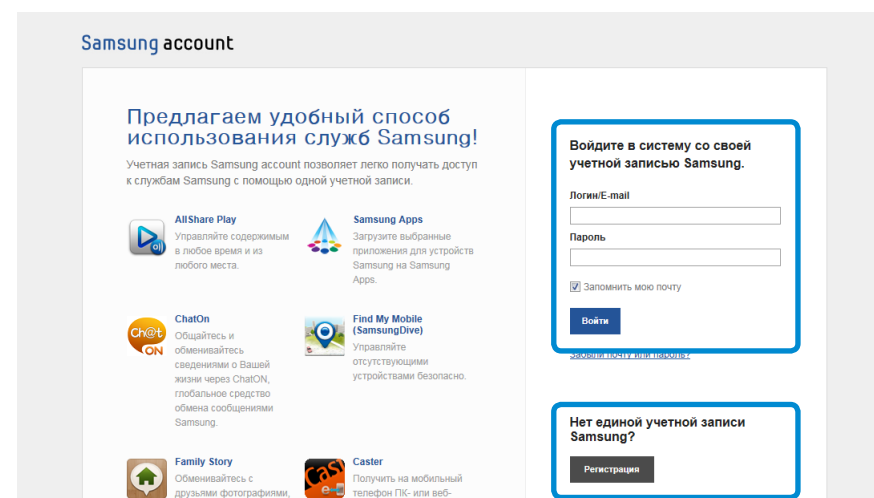 Samsung account
Предлагаем удобный способ
использования служб Samsung!
Учетная запись Samsung account позволяет легко получать доступ
к службам Samsung с помощью одной учетной записи.
AllShare Play
Управляйте содержимым
в любое время и из
любого места.
Samsung Apps
Загрузите выбранные
приложения для устройств
Samsung на Samsung
Apps.
Ch@t
ON
ChatOn
Общайтесь и
обменивайтесь
сведениями о Вашей
жизни через ChatON,
глобальное средство
обмена сообщениями
Samsung.
Find My Mobile
(SamsungDive)
Управляйте
отсутствующими
устройствами безопасно.
Family Story
Обменивайтесь с
друзьями фотографиями,
Cast
Caster
Получить на мобильный
телефон ПК- или веб-
Войдите в систему со своей
учетной записью Samsung.
Логин/E-mail
Пароль
Запомнить мою почту
Войти
Забыли почту или пароль?
Нет единой учетной записи
Samsung?
Регистрация